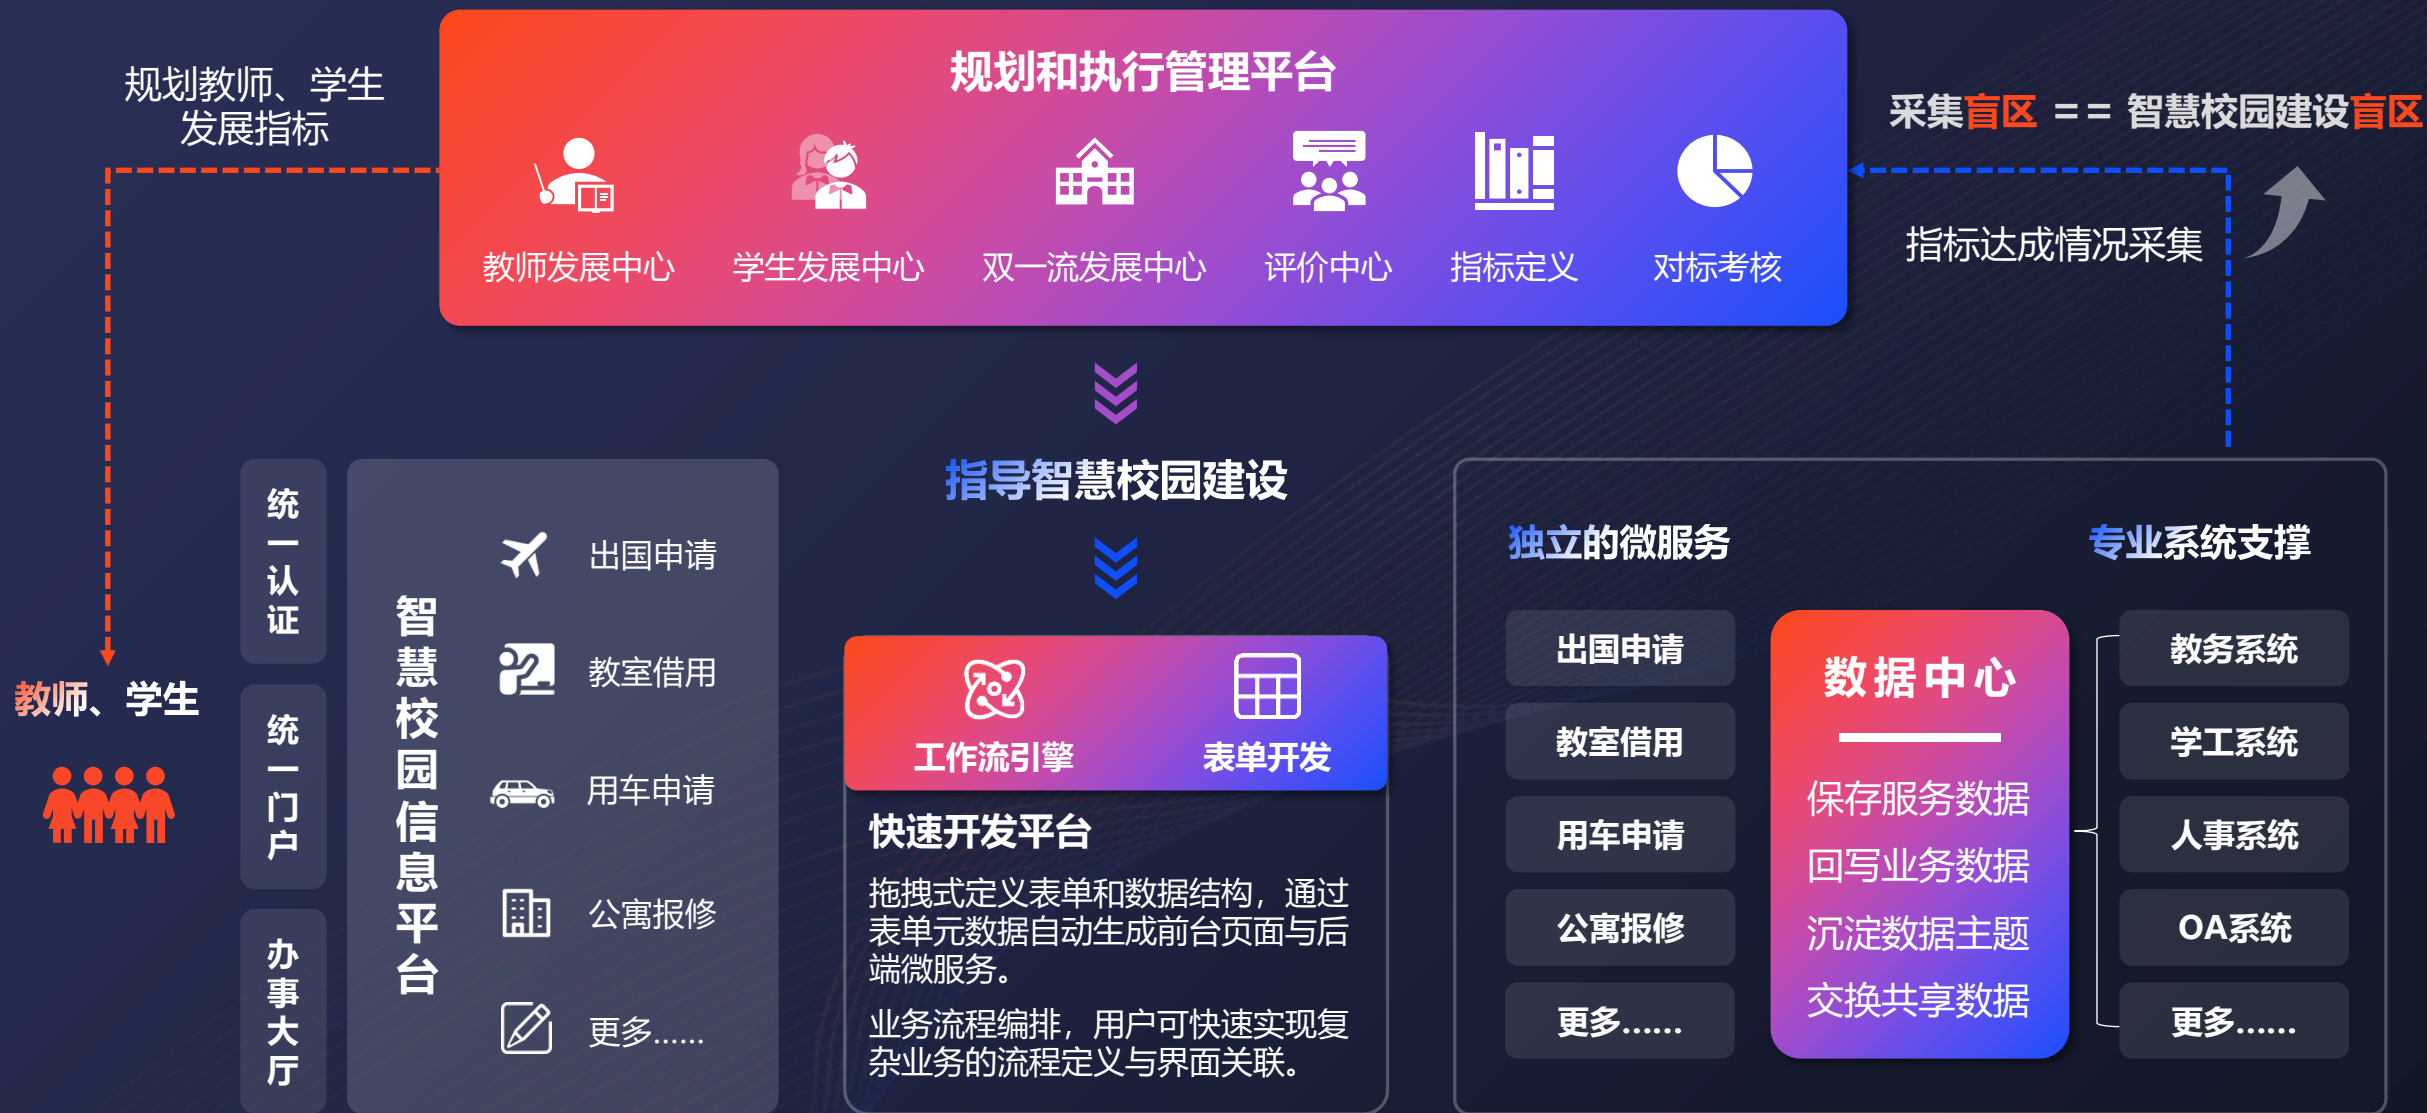 规划和执行管理平台
教师发展中心
学生发展中心
双一流发展中心
评价中心
指标定义
对标考核
规划教师、学生
发展指标
采集盲区 == 智慧校园建设盲区
指标达成情况采集
指导智慧校园建设
教师、学生
统一认证
统一门户
办事大厅
智慧校园信息平台
出国申请
教室借用
用车申请
公寓报修
更多......
工作流引擎
表单开发
快速开发平台
拖拽式定义表单和数据结构，通过
表单元数据自动生成前台页面与后
端微服务。
业务流程编排，用户可快速实现复
杂业务的流程定义与界面关联。
独立的微服务
出国申请
教室借用
用车申请
公寓报修
更多......
数据中心
保存服务数据
回写业务数据
沉淀数据主题
交换共享数据
专业系统支撑
教务系统
学工系统
人事系统
OA系统
更多......